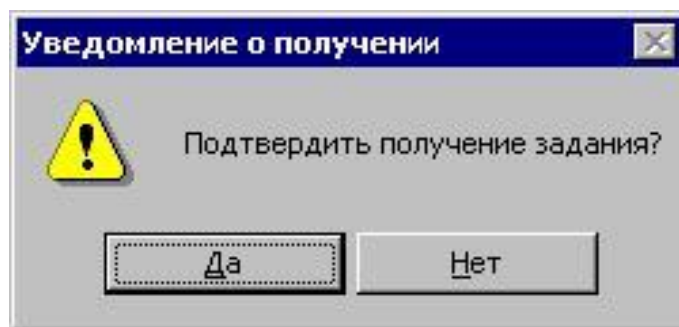 Уведомление о получении
Подтвердить получение задания?
Да Нет